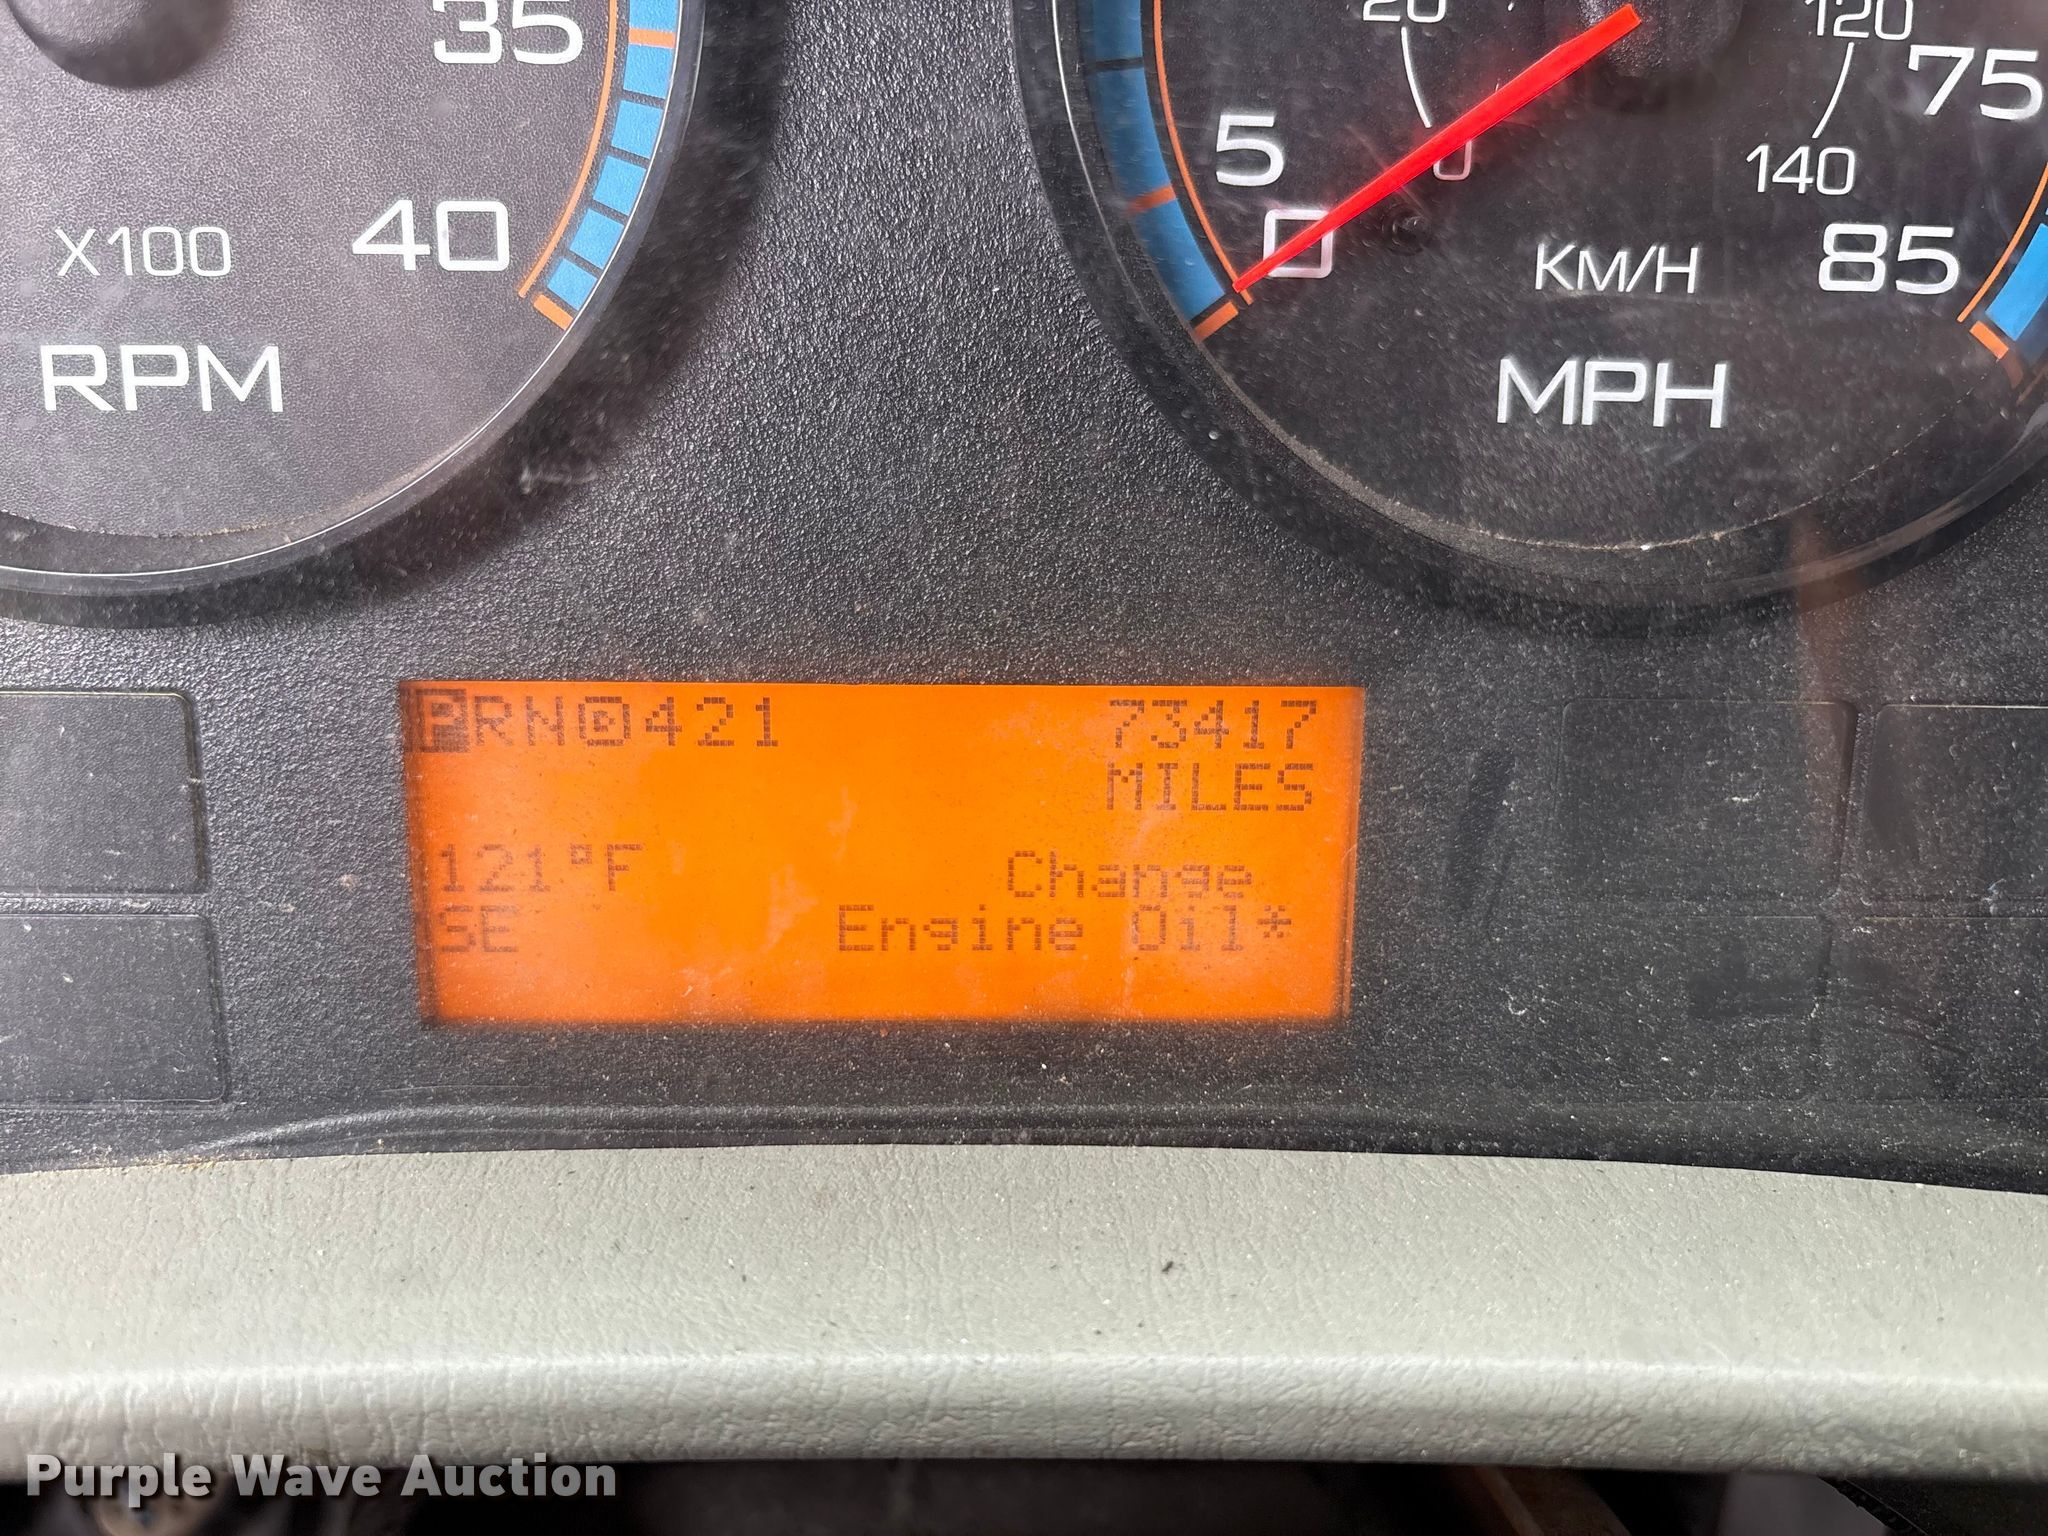 35
40
X100
RPM
20
120
75
5
0
140
0
KM/H
85
MPH
PRND421
73417
MILES
121°F
Change
SE
Engine Oil*
Purple Wave Auction